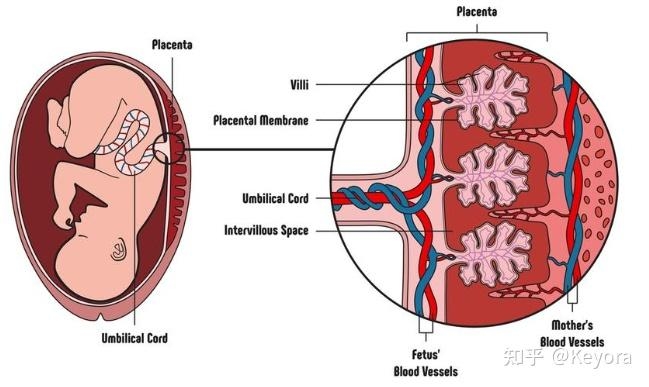 Placenta
Placenta
Villi
Placental Membrane
Umbilical Cord
Intervillous Space
Umbilical Cord
Fetus'
Blood Vessels
Mother's
Blood Vessels
知乎 @Keyora